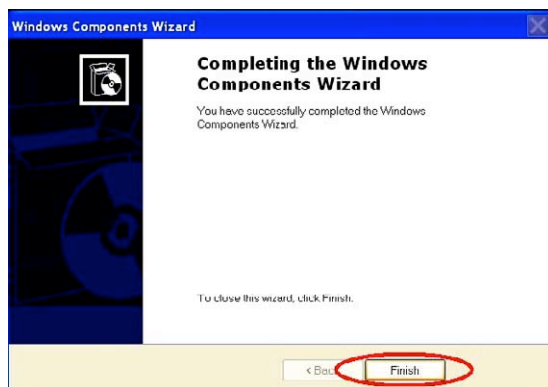 Windows Components Wizard
Completing the Windows
Components Wizard
You have successfully completed the Windows
Components Wizard.
To close this wizard, click Finish.
< Bac
Finish